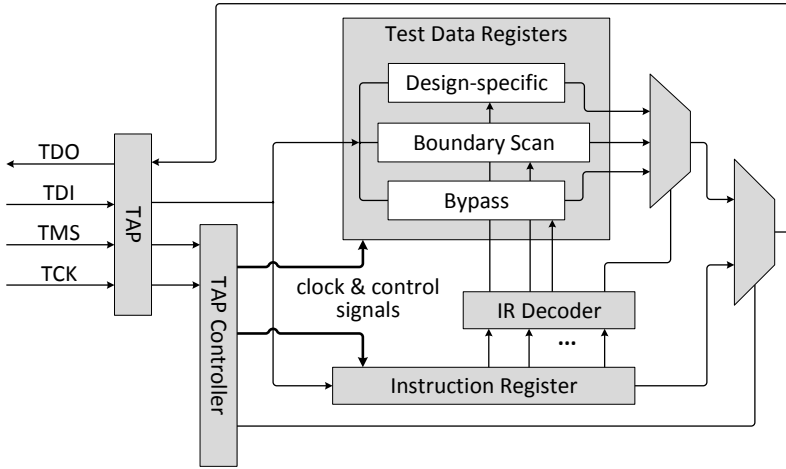 Test Data Registers
Design-specific
Boundary Scan
Bypass
TDO
TDI
TMS
TCK
TAP
TAP Controller
clock & control
signals
IR Decoder
...
Instruction Register